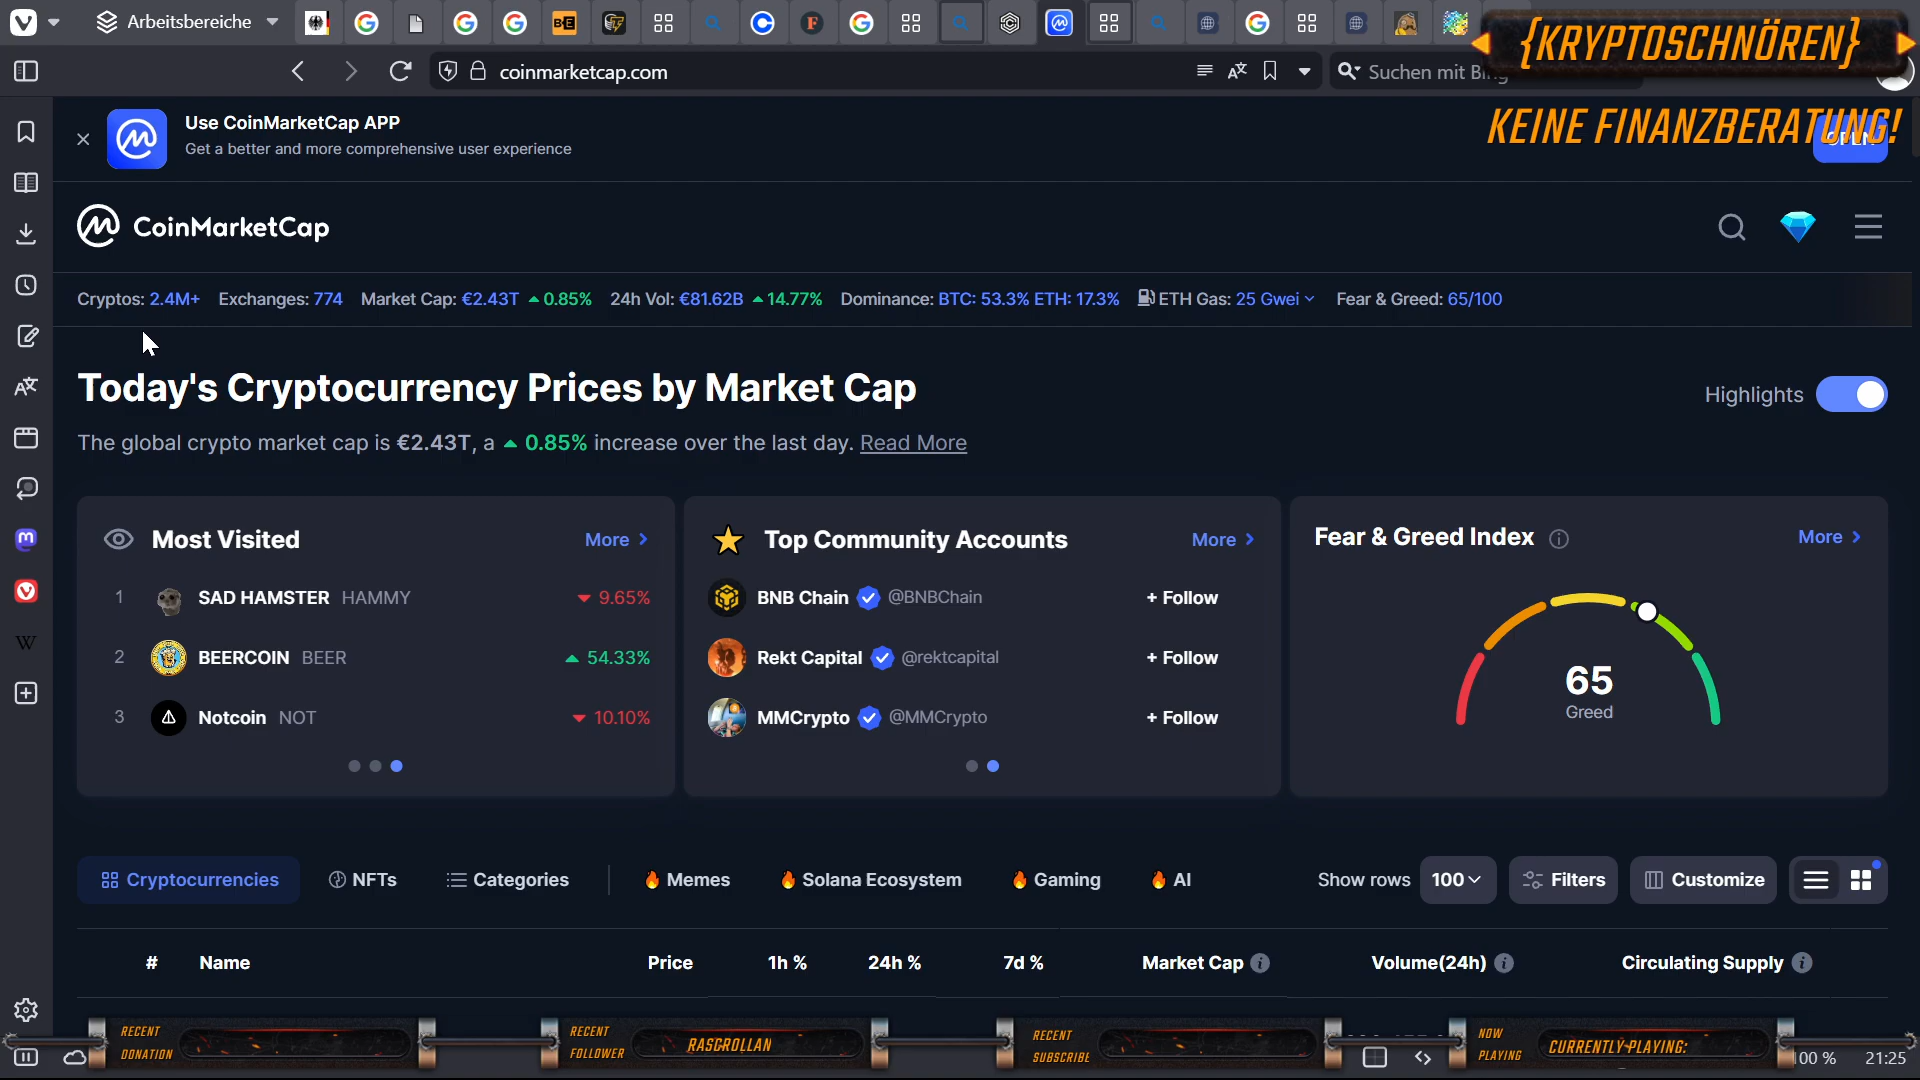 Arbeitsbereiche
coinmarketcap.com
Suchen mit Bing
{KRYPTOSCHNÖREN}
KEINE FINANZBERATUNG!
Use CoinMarketCap APP
Get a better and more comprehensive user experience
OPEN
CoinMarketCap
Cryptos: 2.4M+ Exchanges: 774 Market Cap: €2.43T 0.85% 24h Vol: €81.62B 14.77% Dominance: BTC: 53.3% ETH: 17.3% ETH Gas: 25 Gwei Fear & Greed: 65/100
Today's Cryptocurrency Prices by Market Cap
Highlights
The global crypto market cap is €2.43T, a 0.85% increase over the last day. Read More
Most Visited More
1 SAD HAMSTER HAMMY 9.65%
2 BEERCOIN BEER 54.33%
3 Notcoin NOT 10.10%
Top Community Accounts More
BNB Chain @BNBChain + Follow
Rekt Capital @rektcapital + Follow
MMCrypto @MMCrypto + Follow
Fear & Greed Index More
65
Greed
Cryptocurrencies NFTs Categories Memes Solana Ecosystem Gaming AI Show rows 100 Filters Customize
# Name Price 1h % 24h % 7d % Market Cap Volume(24h) Circulating Supply
RECENT
DONATION
RECENT
FOLLOWER
RASCROLLAN
RECENT
SUBSCRIBE
NOW
PLAYING
CURRENTLY PLAYING:
00 %
21:25